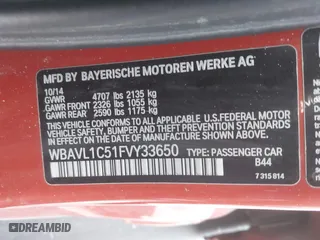 MFD BY BAYERISCHE MOTOREN WERKE AG
10/14
GVWR 4707 lbs 2135 kg
GAWR FRONT 2326 lbs 1055 kg
GAWR REAR 2590 lbs 1175 kg
THIS VEHICLE CONFORMS TO ALL APPLICABLE U.S. FEDERAL MOTOR
VEHICLE SAFETY, BUMPER AND THEFT PREVENTION STANDARDS
IN EFFECT ON THE DATE OF MANUFACTURE SHOWN ABOVE.
WBAVL1C51FVY33650 TYPE: PASSENGER CAR
B44
7 315 814
OD ORIDEAL.COM